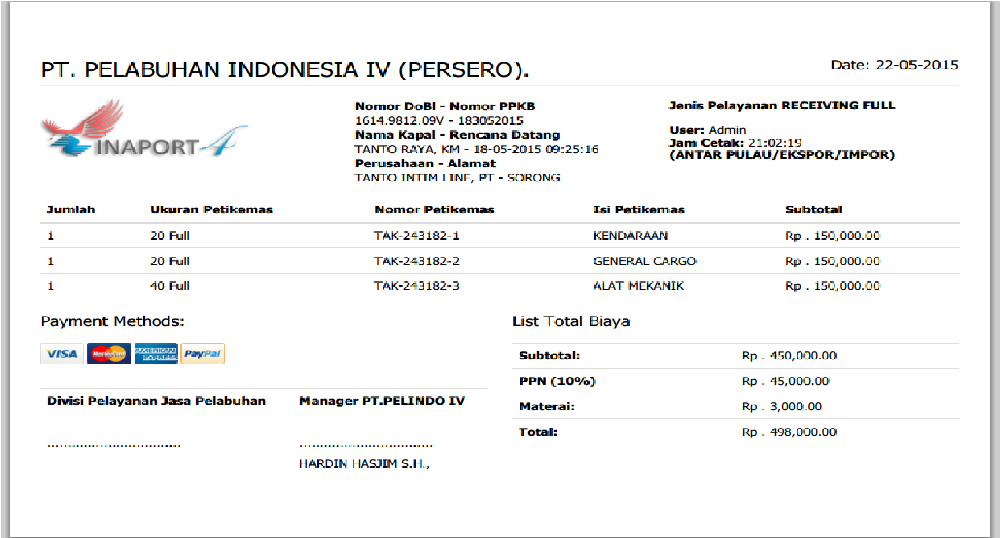 PT. PELABUHAN INDONESIA IV (PERSERO).
Date: 22-05-2015
INAPORT 4
Nomor DoBl - Nomor PPKB
1614.9812.09V - 183052015
Nama Kapal - Rencana Datang
TANTO RAYA, KM - 18-05-2015 09:25:16
Perusahaan - Alamat
TANTO INTIM LINE, PT - SORONG
Jenis Pelayanan RECEIVING FULL
User: Admin
Jam Cetak: 21:02:19
(ANTAR PULAU/EKSPOR/IMPOR)
Jumlah Ukuran Petikemas Nomor Petikemas Isi Petikemas Subtotal
1 20 Full TAK-243182-1 KENDARAAN Rp . 150,000.00
1 20 Full TAK-243182-2 GENERAL CARGO Rp . 150,000.00
1 40 Full TAK-243182-3 ALAT MEKANIK Rp . 150,000.00
Payment Methods:
VISA MasterCard AMERICAN EXPRESS PayPal
Divisi Pelayanan Jasa Pelabuhan Manager PT.PELINDO IV
................................. .................................
HARDIN HASJIM S.H.,
List Total Biaya
Subtotal: Rp . 450,000.00
PPN (10%) Rp . 45,000.00
Materai: Rp . 3,000.00
Total: Rp . 498,000.00